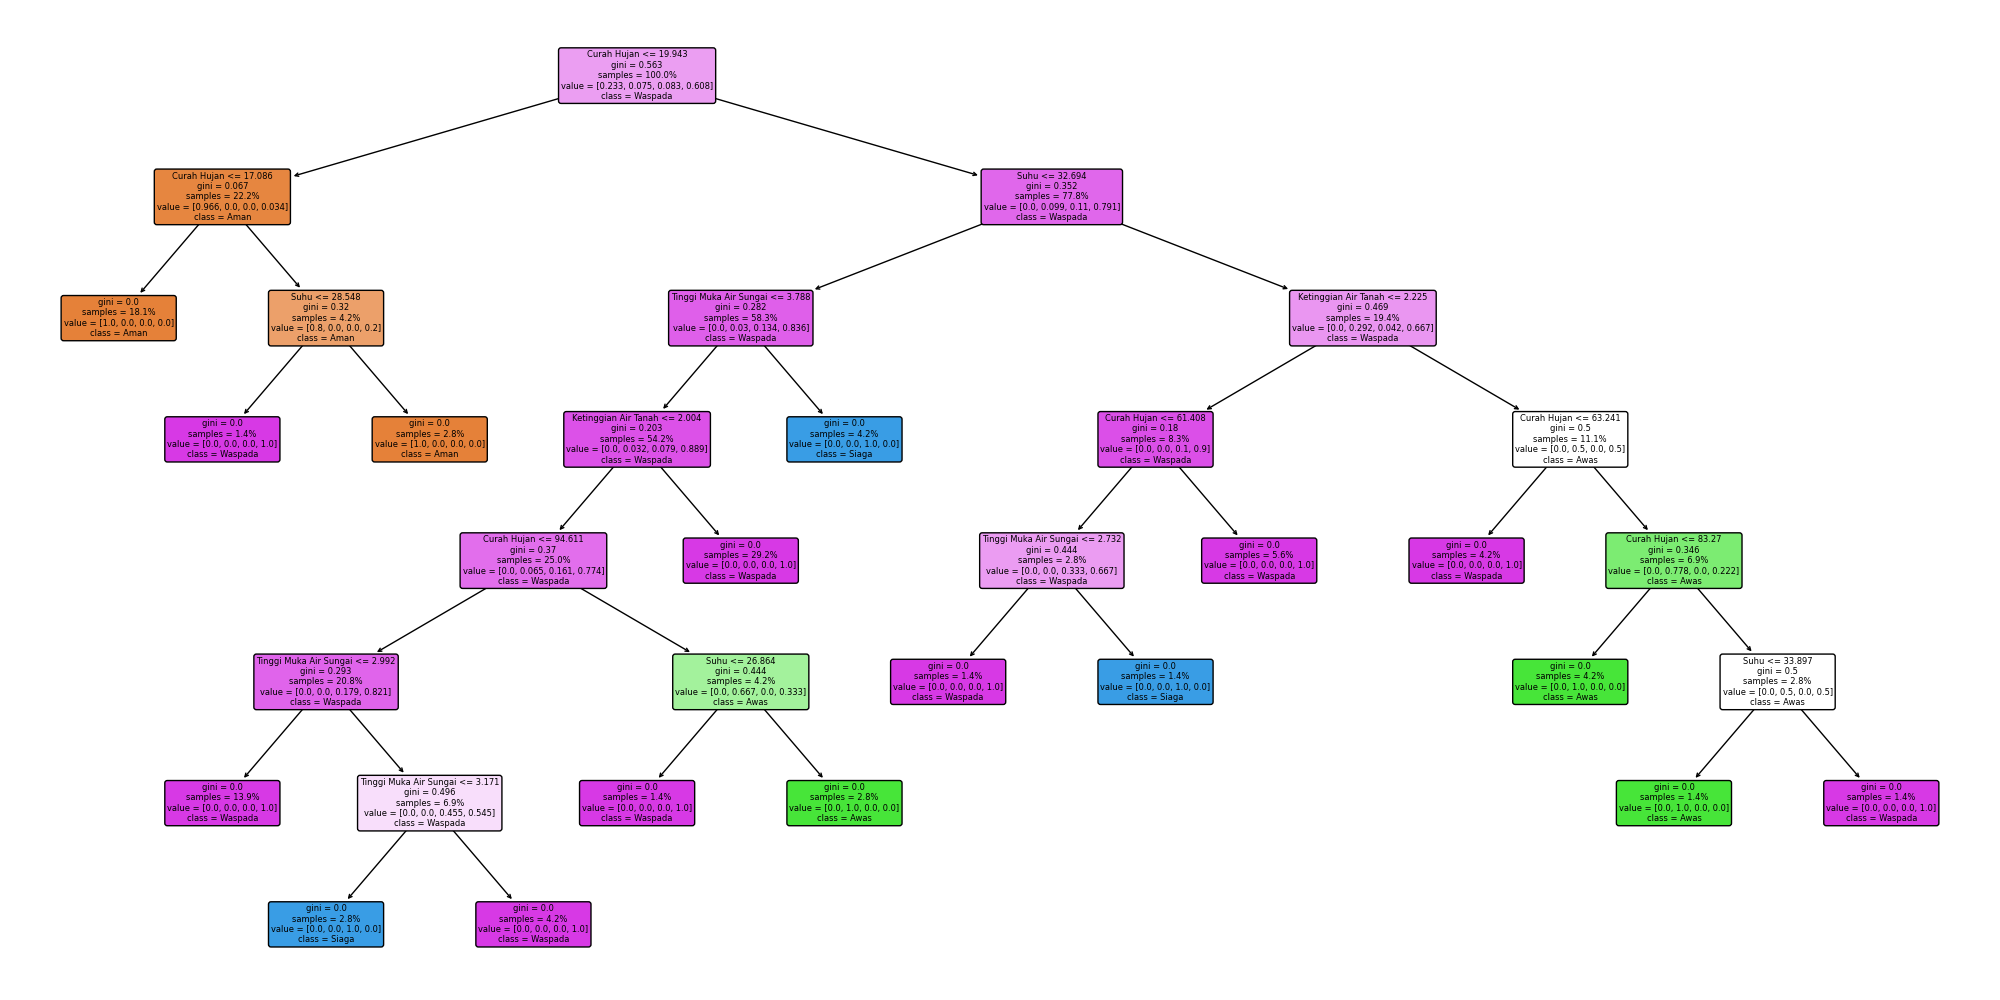 Curah Hujan <= 19.943
gini = 0.563
samples = 100.0%
value = [0.233, 0.075, 0.083, 0.608]
class = Waspada
Curah Hujan <= 17.086
gini = 0.067
samples = 22.2%
value = [0.966, 0.0, 0.0, 0.034]
class = Aman
Suhu <= 32.694
gini = 0.352
samples = 77.8%
value = [0.0, 0.099, 0.11, 0.791]
class = Waspada
gini = 0.0
samples = 18.1%
value = [1.0, 0.0, 0.0, 0.0]
class = Aman
Suhu <= 28.548
gini = 0.32
samples = 4.2%
value = [0.8, 0.0, 0.0, 0.2]
class = Aman
Tinggi Muka Air Sungai <= 3.788
gini = 0.282
samples = 58.3%
value = [0.0, 0.03, 0.134, 0.836]
class = Waspada
Ketinggian Air Tanah <= 2.225
gini = 0.469
samples = 19.4%
value = [0.0, 0.292, 0.042, 0.667]
class = Waspada
gini = 0.0
samples = 1.4%
value = [0.0, 0.0, 0.0, 1.0]
class = Waspada
gini = 0.0
samples = 2.8%
value = [1.0, 0.0, 0.0, 0.0]
class = Aman
Ketinggian Air Tanah <= 2.004
gini = 0.203
samples = 54.2%
value = [0.0, 0.032, 0.079, 0.889]
class = Waspada
gini = 0.0
samples = 4.2%
value = [0.0, 0.0, 1.0, 0.0]
class = Siaga
Curah Hujan <= 61.408
gini = 0.18
samples = 8.3%
value = [0.0, 0.0, 0.1, 0.9]
class = Waspada
Curah Hujan <= 63.241
gini = 0.5
samples = 11.1%
value = [0.0, 0.5, 0.0, 0.5]
class = Awas
Curah Hujan <= 94.611
gini = 0.37
samples = 25.0%
value = [0.0, 0.065, 0.161, 0.774]
class = Waspada
gini = 0.0
samples = 29.2%
value = [0.0, 0.0, 0.0, 1.0]
class = Waspada
Tinggi Muka Air Sungai <= 2.732
gini = 0.444
samples = 2.8%
value = [0.0, 0.0, 0.333, 0.667]
class = Waspada
gini = 0.0
samples = 5.6%
value = [0.0, 0.0, 0.0, 1.0]
class = Waspada
gini = 0.0
samples = 4.2%
value = [0.0, 0.0, 0.0, 1.0]
class = Waspada
Curah Hujan <= 83.27
gini = 0.346
samples = 6.9%
value = [0.0, 0.778, 0.0, 0.222]
class = Awas
Tinggi Muka Air Sungai <= 2.992
gini = 0.293
samples = 20.8%
value = [0.0, 0.0, 0.179, 0.821]
class = Waspada
Suhu <= 26.864
gini = 0.444
samples = 4.2%
value = [0.0, 0.667, 0.0, 0.333]
class = Awas
gini = 0.0
samples = 1.4%
value = [0.0, 0.0, 0.0, 1.0]
class = Waspada
gini = 0.0
samples = 1.4%
value = [0.0, 0.0, 1.0, 0.0]
class = Siaga
gini = 0.0
samples = 4.2%
value = [0.0, 1.0, 0.0, 0.0]
class = Awas
Suhu <= 33.897
gini = 0.5
samples = 2.8%
value = [0.0, 0.5, 0.0, 0.5]
class = Awas
gini = 0.0
samples = 13.9%
value = [0.0, 0.0, 0.0, 1.0]
class = Waspada
Tinggi Muka Air Sungai <= 3.171
gini = 0.496
samples = 6.9%
value = [0.0, 0.0, 0.455, 0.545]
class = Waspada
gini = 0.0
samples = 1.4%
value = [0.0, 0.0, 0.0, 1.0]
class = Waspada
gini = 0.0
samples = 2.8%
value = [0.0, 1.0, 0.0, 0.0]
class = Awas
gini = 0.0
samples = 1.4%
value = [0.0, 1.0, 0.0, 0.0]
class = Awas
gini = 0.0
samples = 1.4%
value = [0.0, 0.0, 0.0, 1.0]
class = Waspada
gini = 0.0
samples = 2.8%
value = [0.0, 0.0, 1.0, 0.0]
class = Siaga
gini = 0.0
samples = 4.2%
value = [0.0, 0.0, 0.0, 1.0]
class = Waspada